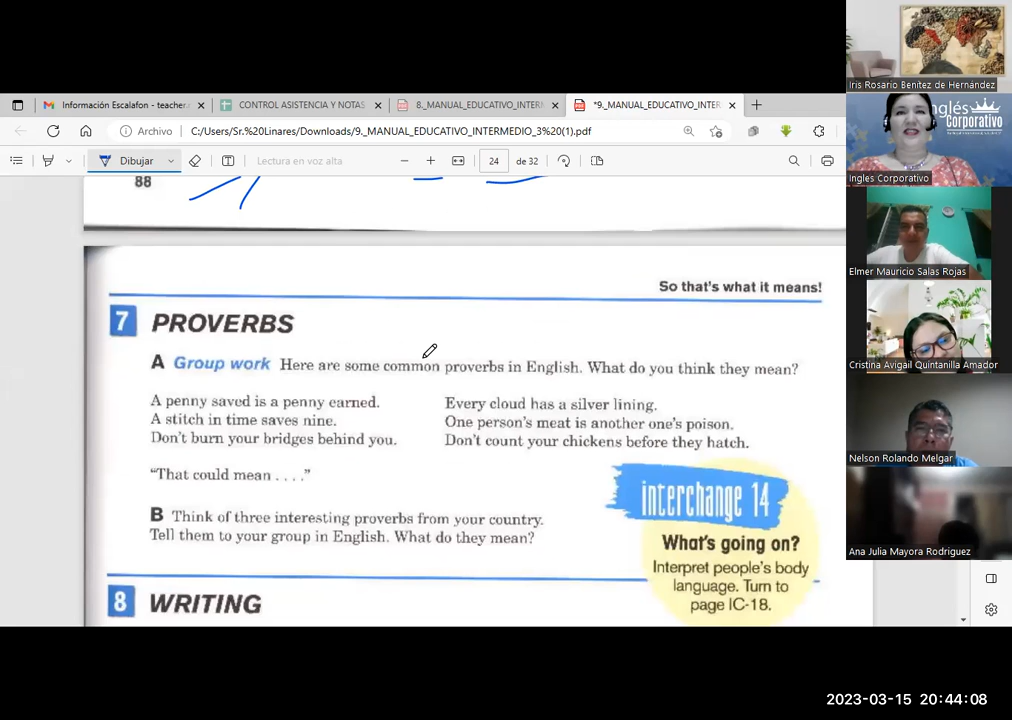 Información Escalafon - teacher.
CONTROL ASISTENCIA Y NOTAS
8._MANUAL_EDUCATIVO_INTERM
*9._MANUAL_EDUCATIVO_INTER
Archivo
C:/Users/Sr.%20Linares/Downloads/9._MANUAL_EDUCATIVO_INTERMEDIO_3%20(1).pdf
Dibujar
Lectura en voz alta
24 de 32
88
So that's what it means!
7 PROVERBS
A Group work Here are some common proverbs in English. What do you think they mean?
A penny saved is a penny earned.
A stitch in time saves nine.
Don't burn your bridges behind you.
Every cloud has a silver lining.
One person's meat is another one's poison.
Don't count your chickens before they hatch.
"That could mean . . . ."
B Think of three interesting proverbs from your country.
Tell them to your group in English. What do they mean?
interchange 14
What's going on?
Interpret people's body
language. Turn to
page IC-18.
8 WRITING
Iris Rosario Benitez de Hernández
Inglés
Corporativo
Ingles Corporativo
Elmer Mauricio Salas Rojas
Cristina Avigail Quintanilla Amador
Nelson Rolando Melgar
Ana Julia Mayora Rodriguez
2023-03-15 20:44:08